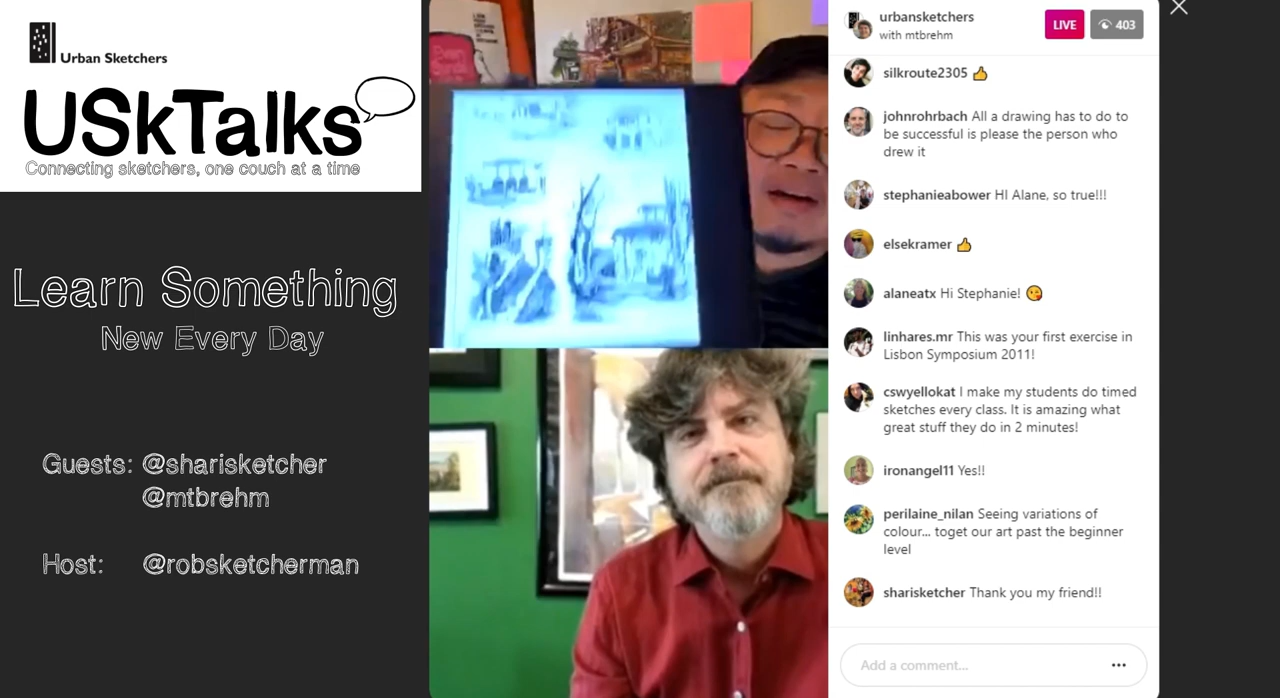 Urban Sketchers
USkTalks
Connecting sketchers, one couch at a time
Learn Something
New Every Day
Guests: @sharisketcher
@mtbrehm
Host: @robsketcherman
urbansketchers
with mtbrehm
LIVE
403
silkroute2305 👍
johnrohrbach All a drawing has to do to
be successful is please the person who
drew it
stephanieabower HI Alane, so true!!!
elsekramer 👍
alaneatx Hi Stephanie! 😘
linhares.mr This was your first exercise in
Lisbon Symposium 2011!
cswyellokat I make my students do timed
sketches every class. It is amazing what
great stuff they do in 2 minutes!
ironangel11 Yes!!
perilaine_nilan Seeing variations of
colour... toget our art past the beginner
level
sharisketcher Thank you my friend!!
Add a comment...